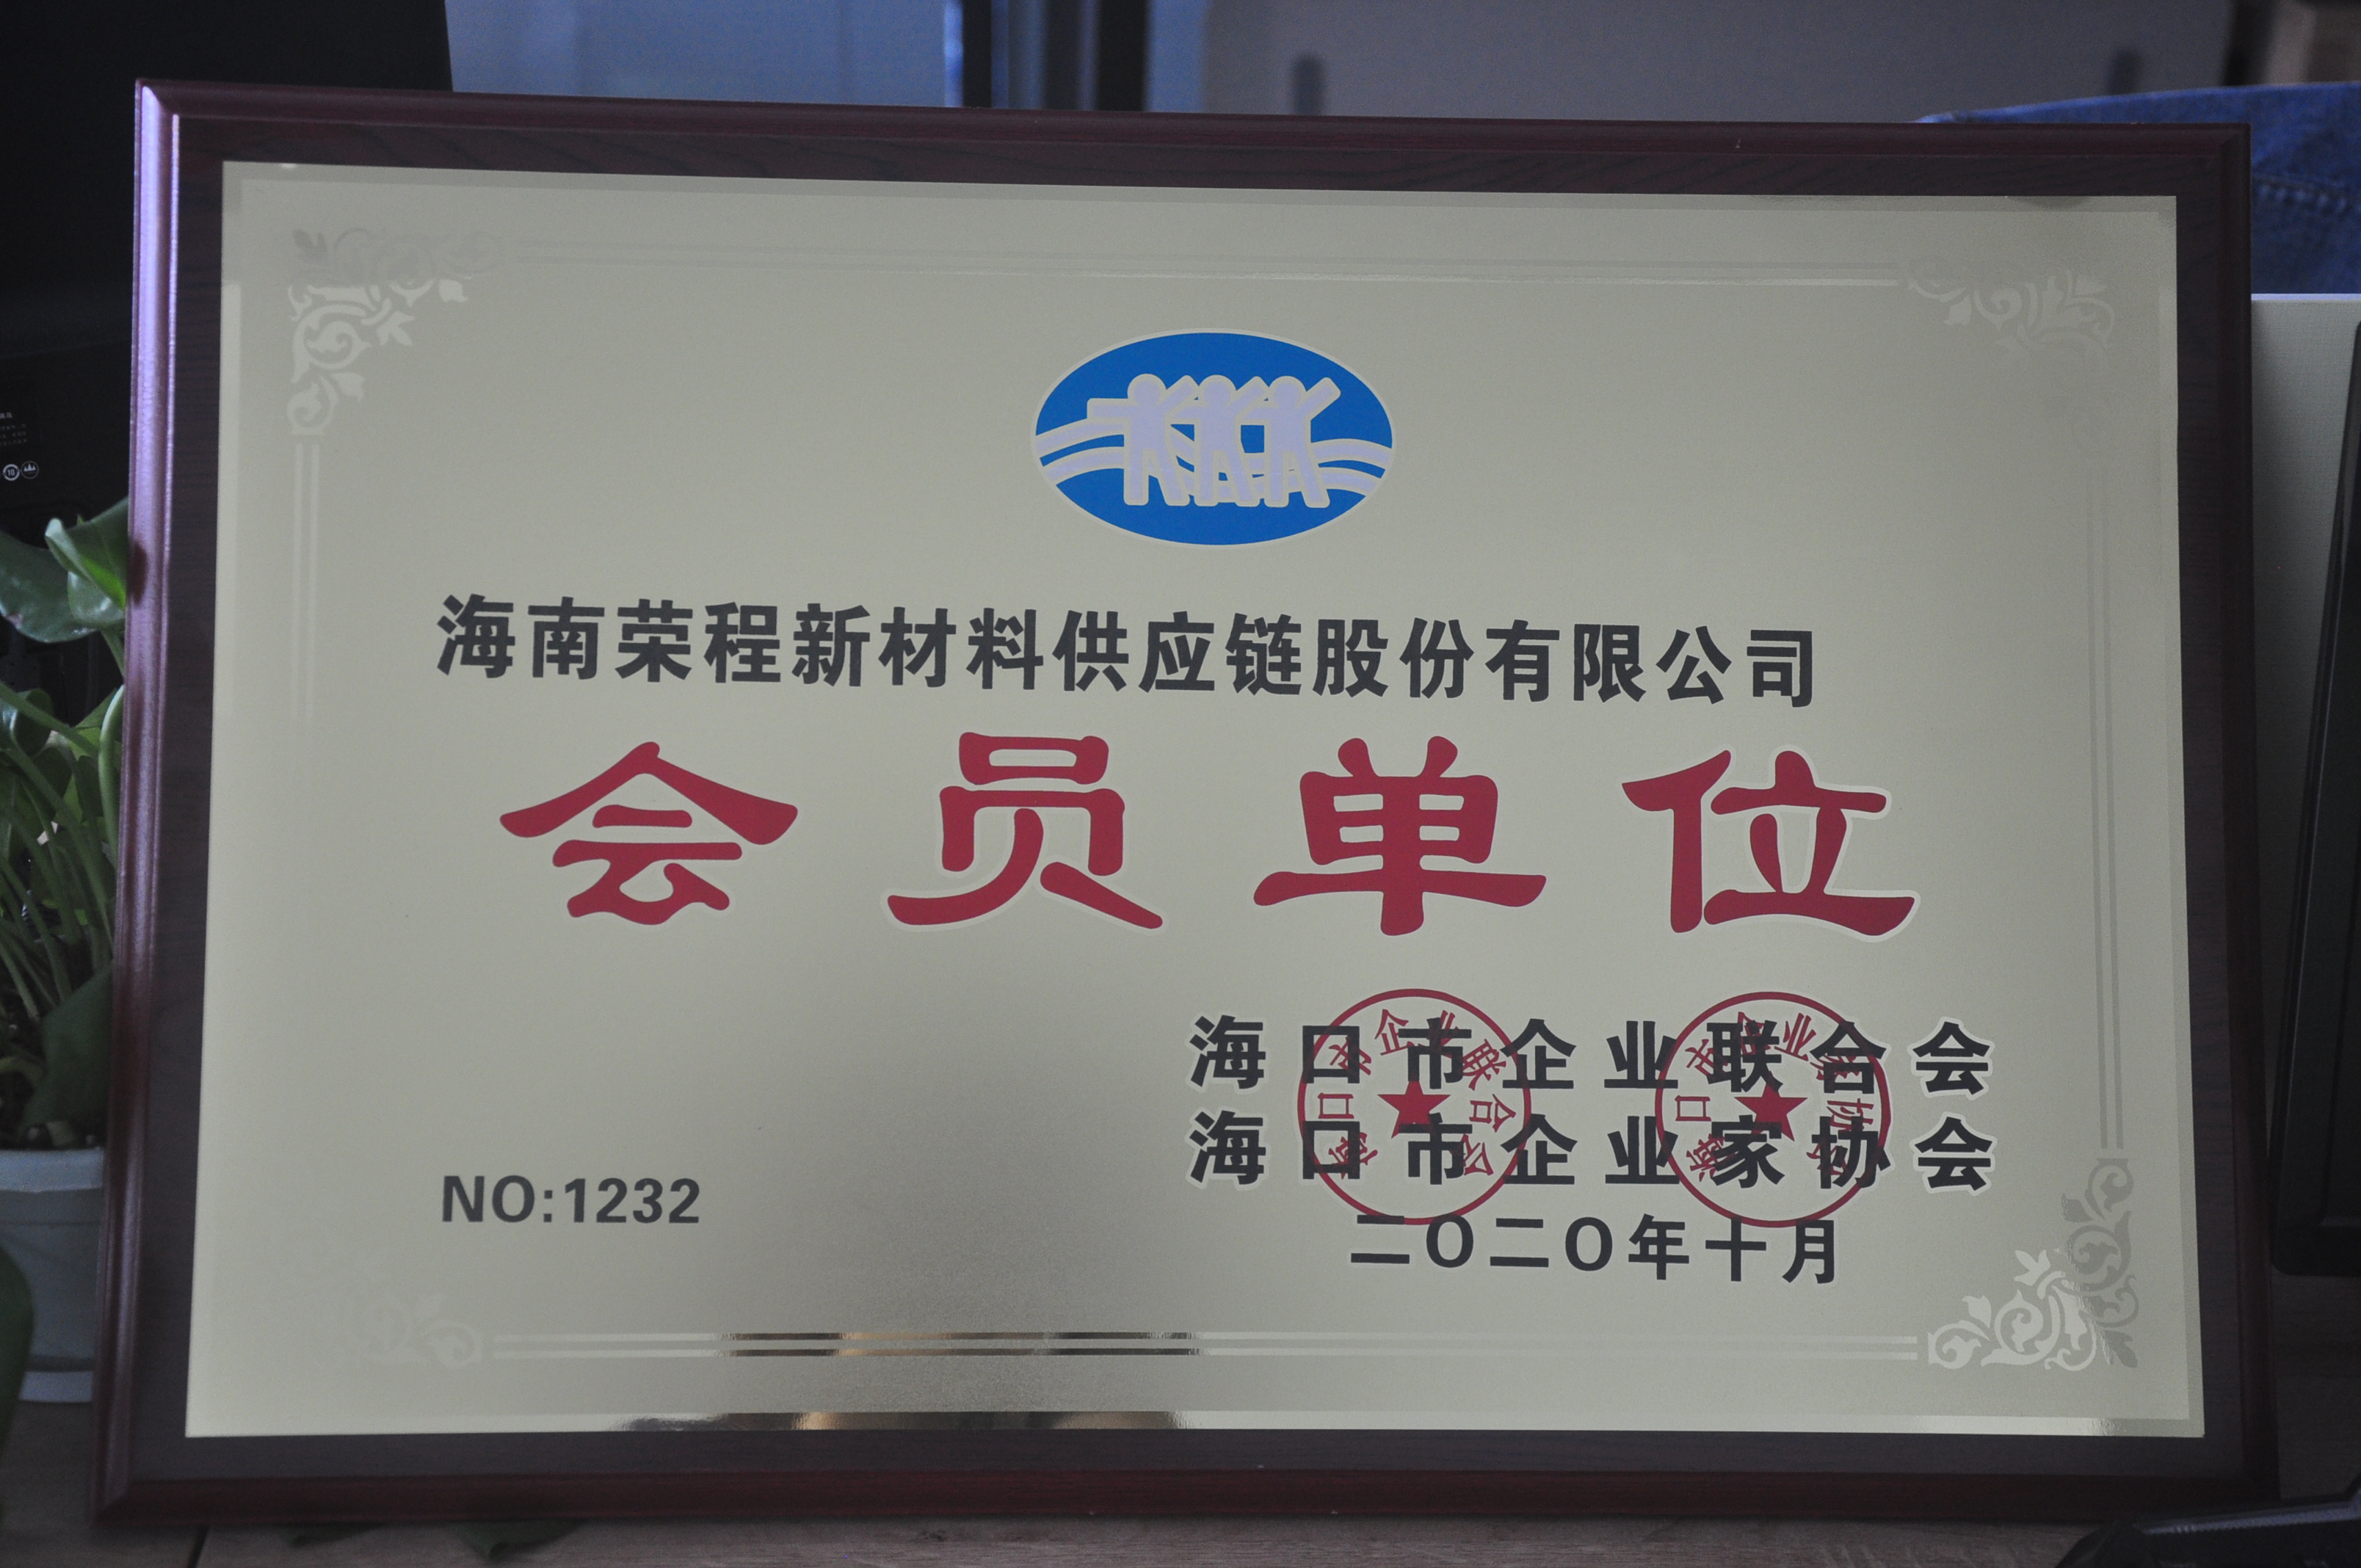 海南荣程新材料供应链股份有限公司
会员单位
海口市企业联合会
海口市企业家协会
NO:1232
二〇二〇年十月